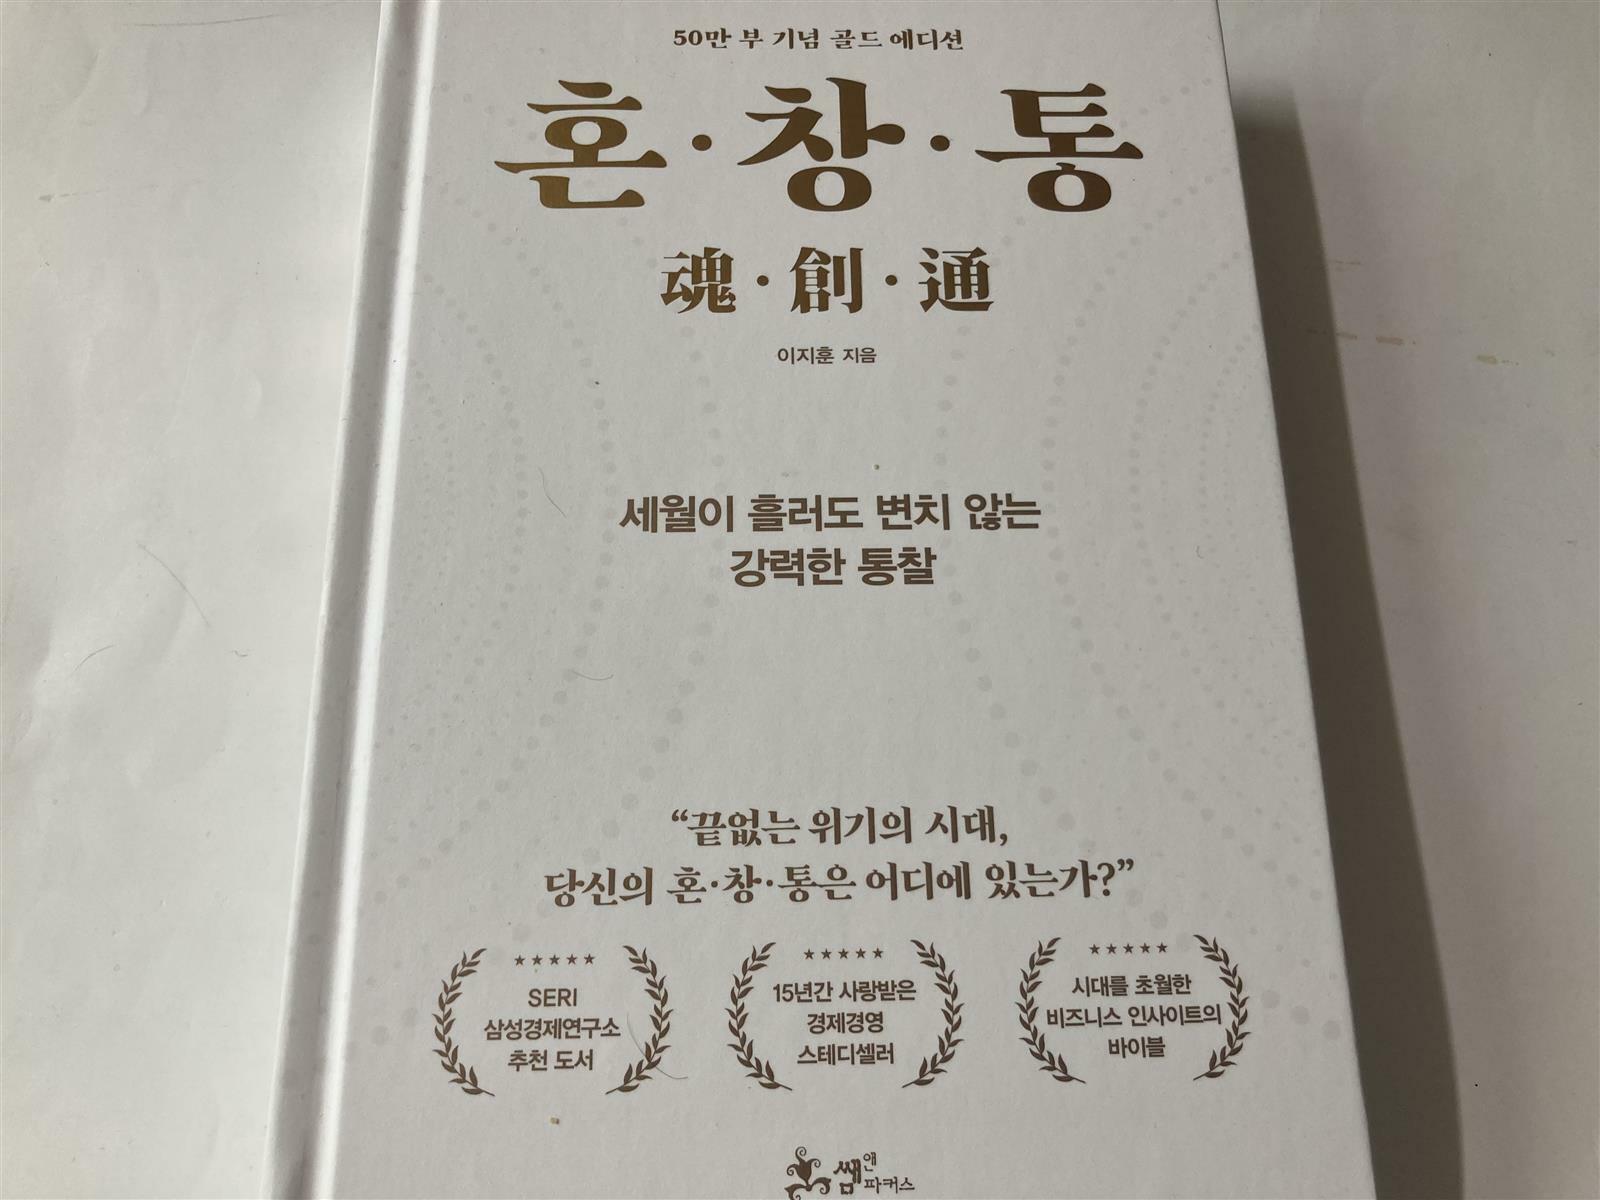 50만 부 기념 골드 에디션
혼·창·통
魂·創·通
이지훈 지음
세월이 흘러도 변치 않는
강력한 통찰
“끝없는 위기의 시대,
당신의 혼·창·통은 어디에 있는가?”
★★★★★
SERI
삼성경제연구소
추천 도서
★★★★★
15년간 사랑받은
경제경영
스테디셀러
★★★★★
시대를 초월한
비즈니스 인사이트의
바이블
쌤앤파커스